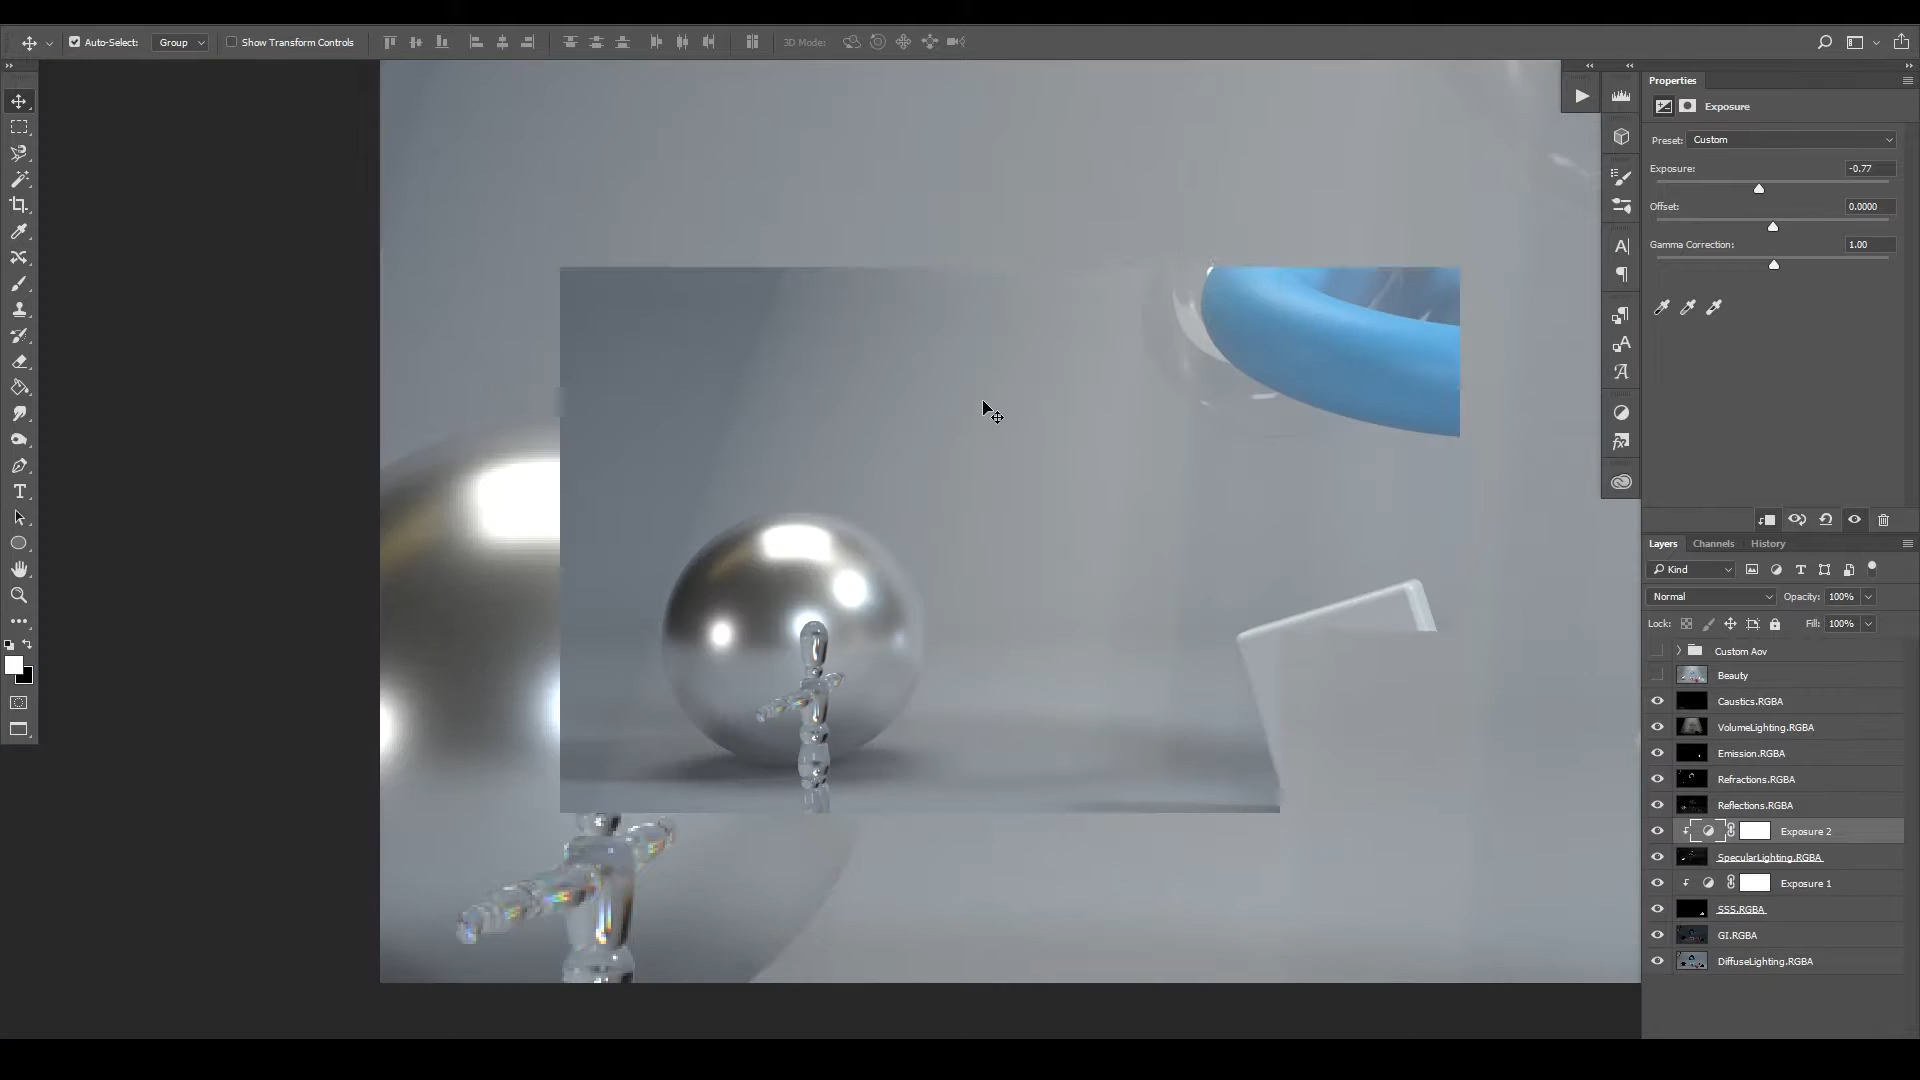 Auto-Select: Group Show Transform Controls 3D Mode:
Properties
Exposure
Preset: Custom
Exposure: -0.77
Offset: 0.0000
Gamma Correction: 1.00
Layers Channels History
Kind
Normal Opacity: 100%
Lock: Fill: 100%
Custom Aov
Beauty
Caustics.RGBA
VolumeLighting.RGBA
Emission.RGBA
Refractions.RGBA
Reflections.RGBA
Exposure 2
SpecularLighting.RGBA
Exposure 1
SSS.RGBA
GI.RGBA
DiffuseLighting.RGBA